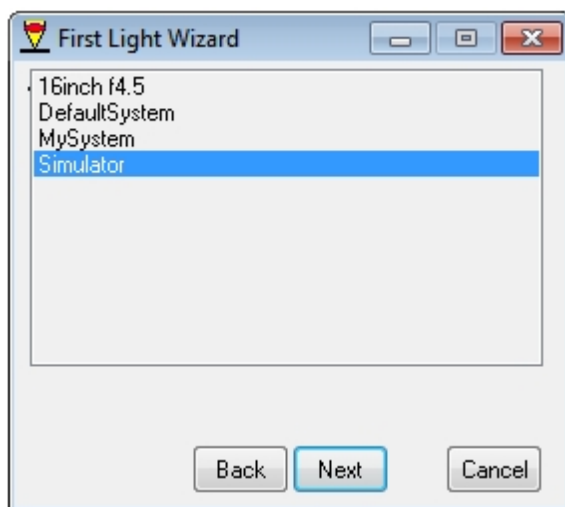 First Light Wizard
16inch f4.5
DefaultSystem
MySystem
Simulator
Back Next Cancel